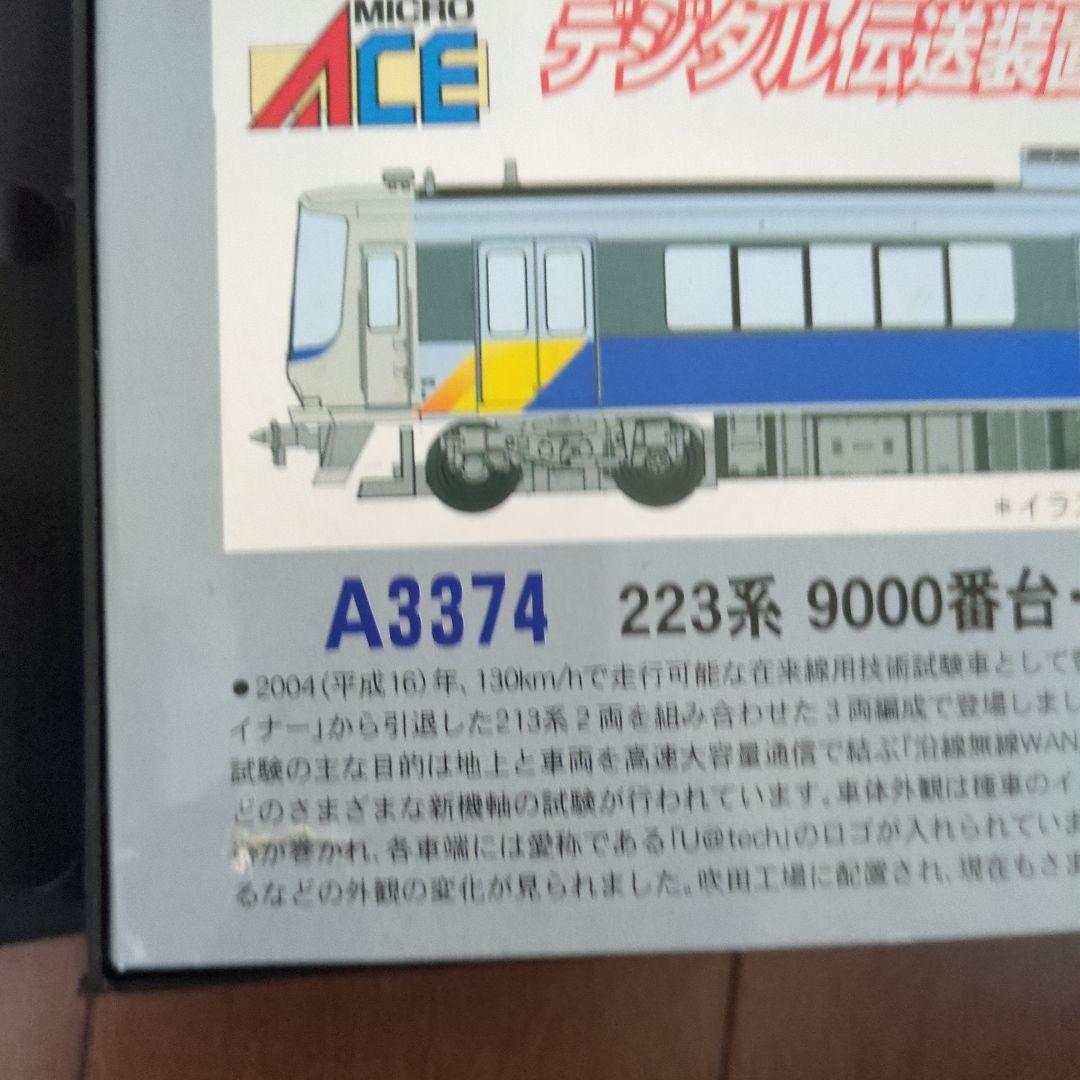 MICRO
ACE
デジタル伝送装置
*イラ
A3374 223系 9000番台
●2004(平成16)年、130km/hで走行可能な在来線用技術試験車として
イナー」から引退した213系2両を組み合わせた3両編成で登場しまし
試験の主な目的は地上と車両を高速大容量通信で結ぶ「沿線無線WAN
どのさまざまな新機軸の試験が行われています。車体外観は種車のイ
が巻かれ、各車端には愛称である「U@tech」のロゴが入れられていま
るなどの外観の変化が見られました。吹田工場に配置され、現在もさま